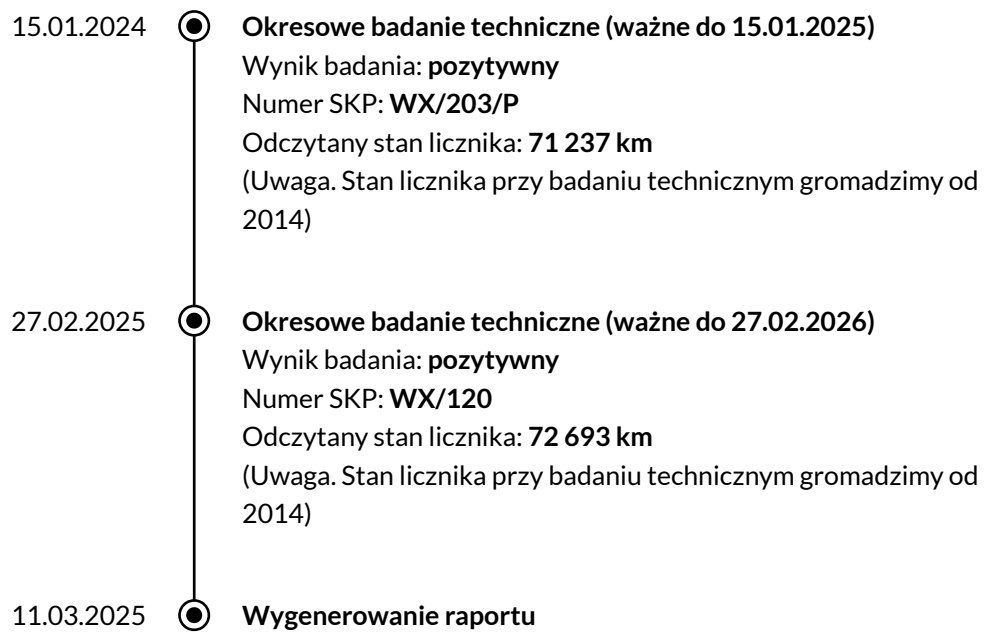 15.01.2024 Okresowe badanie techniczne (ważne do 15.01.2025)
Wynik badania: pozytywny
Numer SKP: WX/203/P
Odczytany stan licznika: 71 237 km
(Uwaga. Stan licznika przy badaniu technicznym gromadzimy od
2014)
27.02.2025 Okresowe badanie techniczne (ważne do 27.02.2026)
Wynik badania: pozytywny
Numer SKP: WX/120
Odczytany stan licznika: 72 693 km
(Uwaga. Stan licznika przy badaniu technicznym gromadzimy od
2014)
11.03.2025 Wygenerowanie raportu